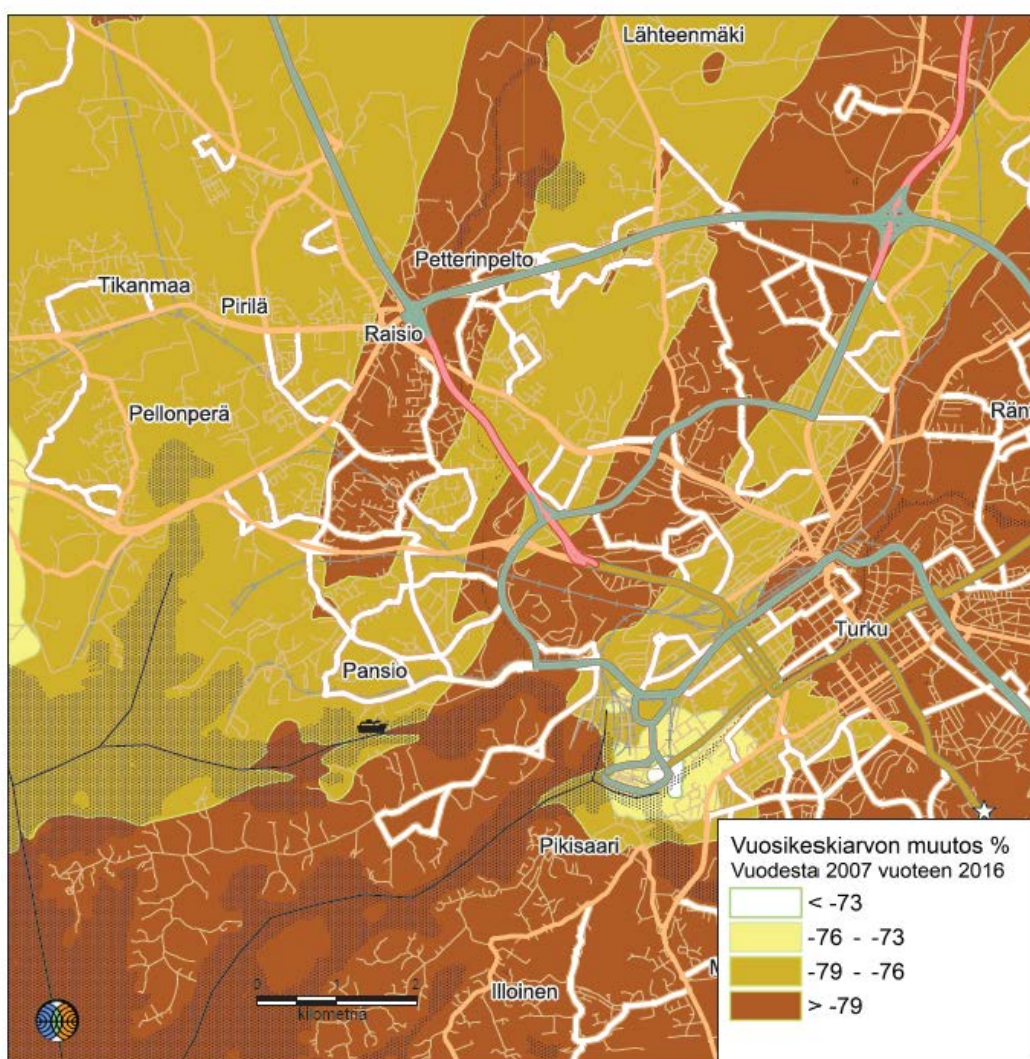 Lähteenmäki
Petterinpelto
Tikanmaa
Pirilä
Raisio
Pellonperä
Rän
Turku
Pansio
Pikisaari
Illoinen
M
0 1 2
kilometriä
Vuosikeskiarvon muutos %
Vuodesta 2007 vuoteen 2016
< -73
-76 - -73
-79 - -76
> -79